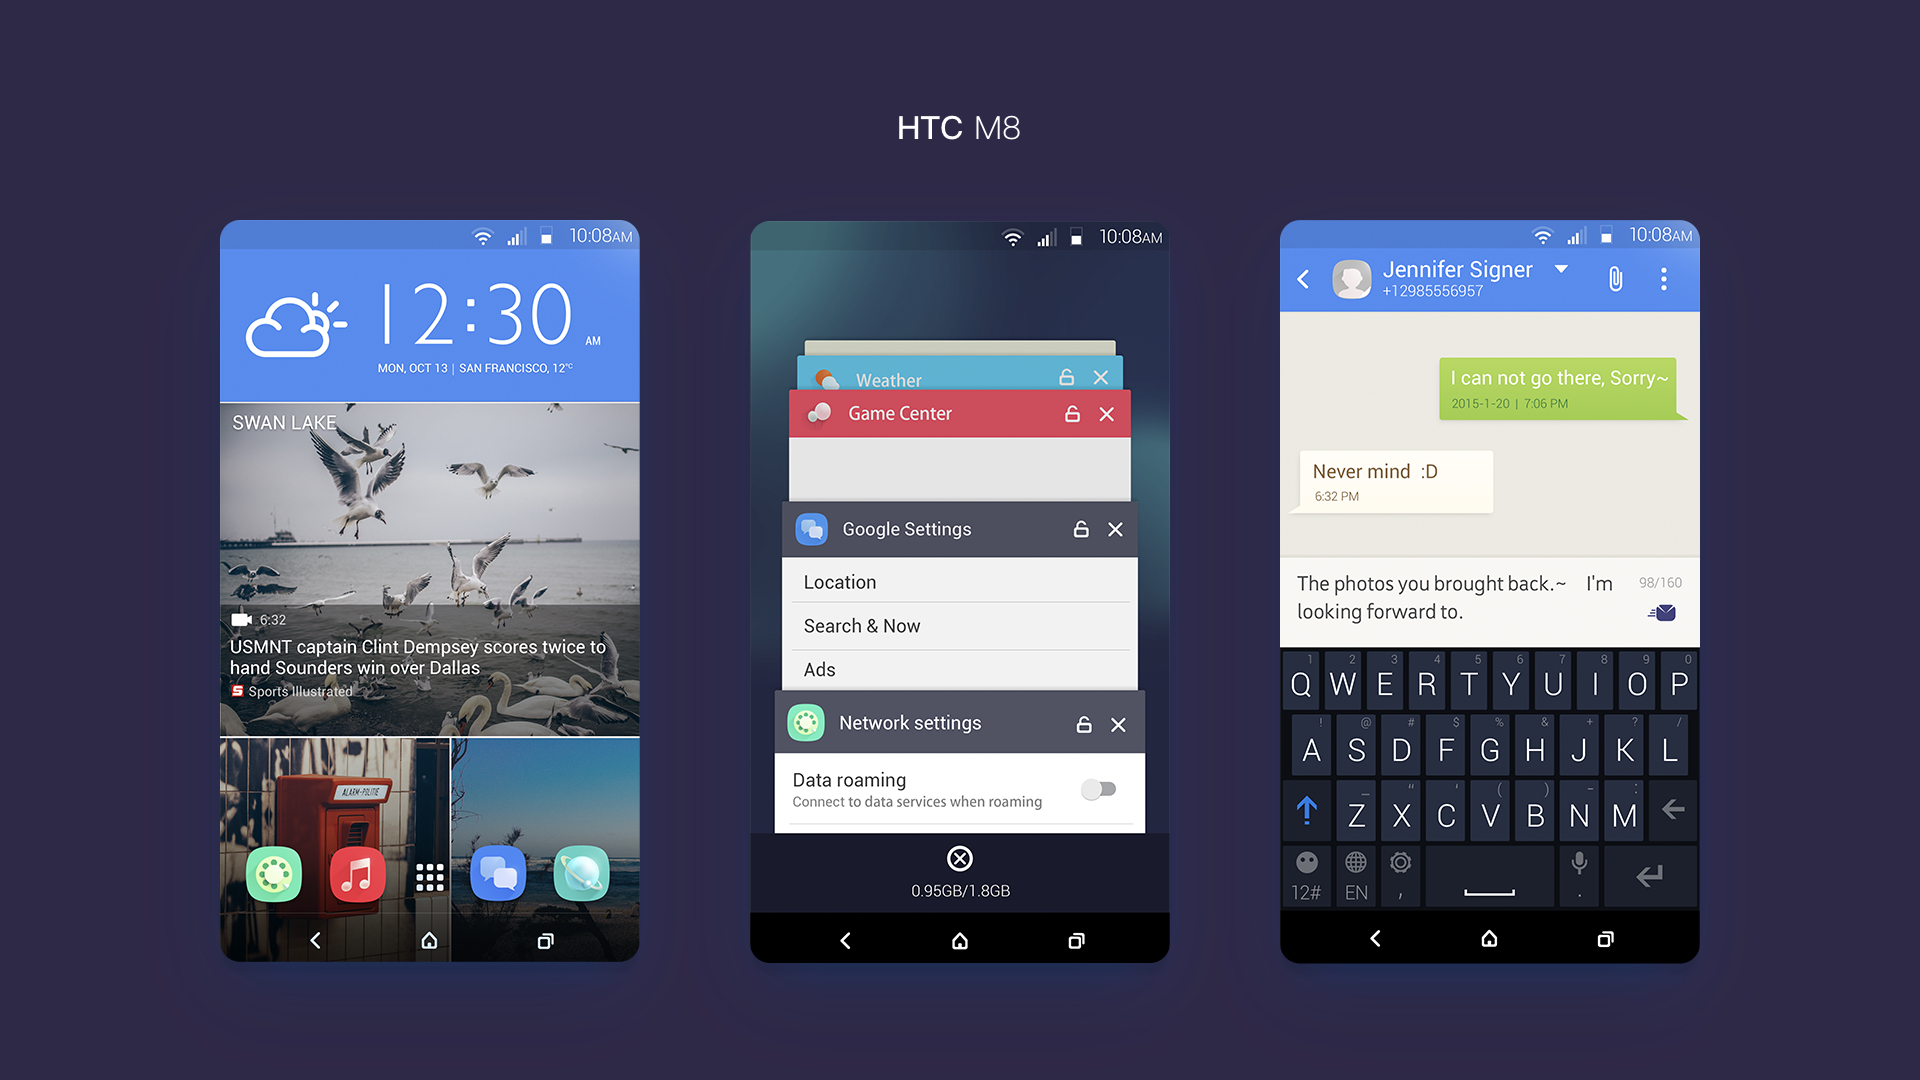 HTC M8
10:08AM
12:30 AM
MON, OCT 13 | SAN FRANCISCO, 12°C
SWAN LAKE
6:32
USMNT captain Clint Dempsey scores twice to
hand Sounders win over Dallas
S Sports Illustrated
ALARM-POLITIE
10:08AM
Weather
Game Center
Google Settings
Location
Search & Now
Ads
Network settings
Data roaming
Connect to data services when roaming
0.95GB/1.8GB
10:08AM
Jennifer Signer
+12985556957
I can not go there, Sorry~
2015-1-20 | 7:06 PM
Never mind :D
6:32 PM
The photos you brought back.~ I'm
98/160
looking forward to.
1 2 3 4 5 6 7 8 9 0
Q W E R T Y U I O P
! @ # $ % & + ? /
A S D F G H J K L
_ “ ‘ ( ) - :
Z X C V B N M
12# EN , .